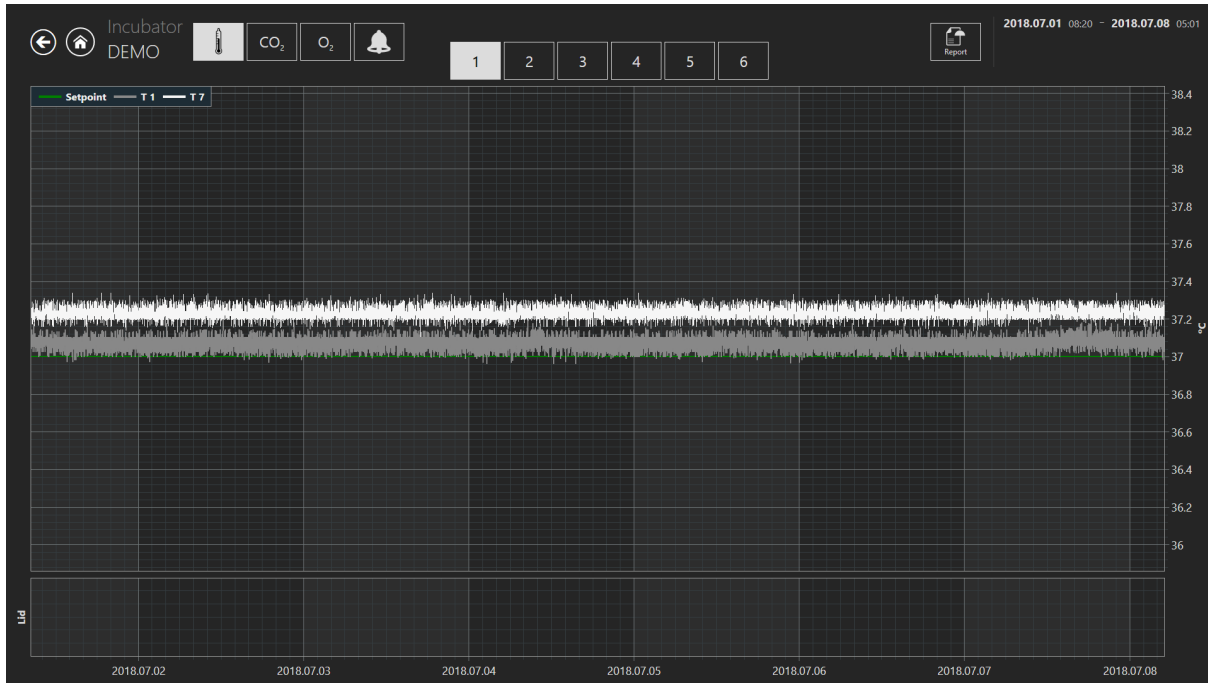 Incubator
DEMO
CO₂
O₂
1 2 3 4 5 6
Report
2018.07.01 08:20 - 2018.07.08 05:01
Setpoint T 1 T 7
38.4
38.2
38
37.8
37.6
37.4
37.2
37
36.8
36.6
36.4
36.2
36
°C
Lid
2018.07.02 2018.07.03 2018.07.04 2018.07.05 2018.07.06 2018.07.07 2018.07.08